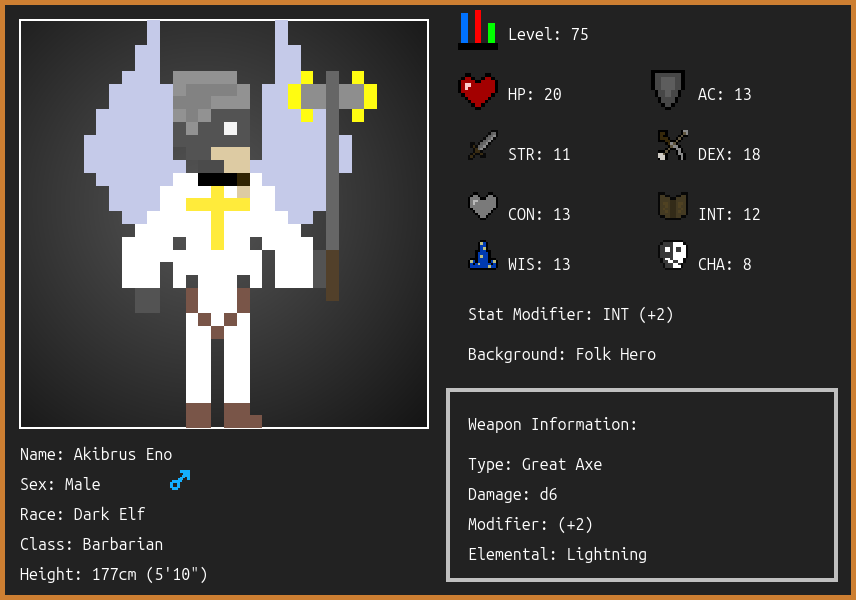 Level: 75
HP: 20
AC: 13
STR: 11
DEX: 18
CON: 13
INT: 12
WIS: 13
CHA: 8
Stat Modifier: INT (+2)
Background: Folk Hero
Weapon Information:
Type: Great Axe
Damage: d6
Modifier: (+2)
Elemental: Lightning
Name: Akibrus Eno
Sex: Male
Race: Dark Elf
Class: Barbarian
Height: 177cm (5'10")